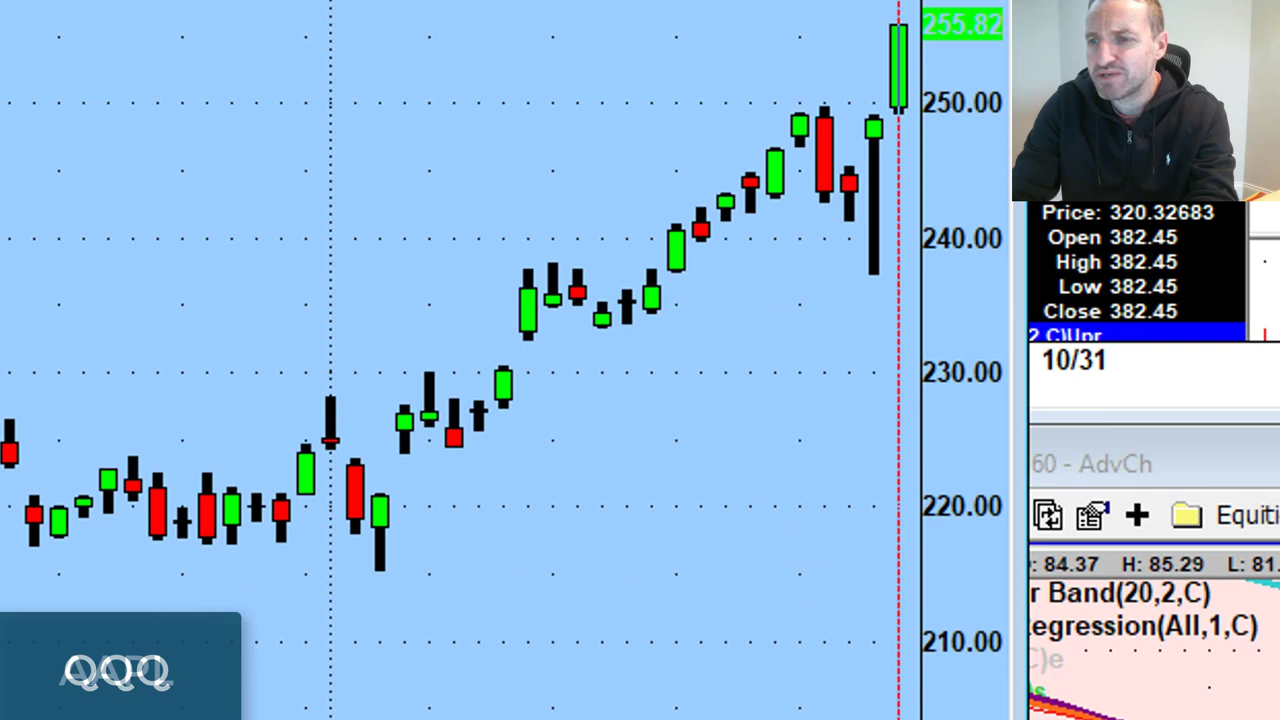 255.82
250.00
240.00
230.00
220.00
210.00
Price: 320.32683
Open 382.45
High 382.45
Low 382.45
Close 382.45
2 C)Upr
10/31
60 - AdvCh
Equiti
: 84.37 H: 85.29 L: 81.
r Band(20,2,C)
egression(All,1,C)
C)e
QQQ